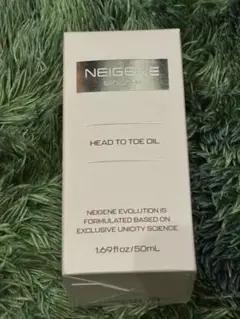 NEIGENE
HEAD TO TOE OIL
NEIGENE EVOLUTION IS
FORMULATED BASED ON
EXCLUSIVE UNICITY SCIENCE
1.69 fl oz/50mL